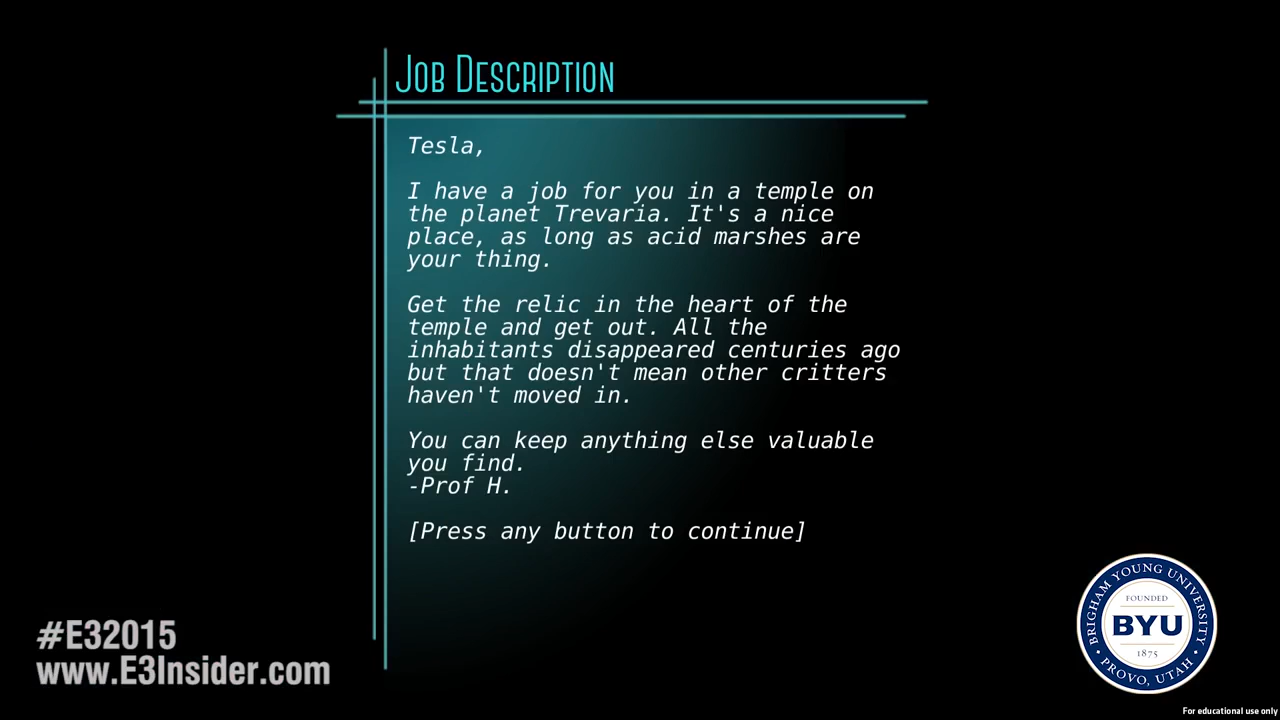 Job Description
Tesla,
I have a job for you in a temple on
the planet Trevaria. It's a nice
place, as long as acid marshes are
your thing.
Get the relic in the heart of the
temple and get out. All the
inhabitants disappeared centuries ago
but that doesn't mean other critters
haven't moved in.
You can keep anything else valuable
you find.
-Prof H.
[Press any button to continue]
#E32015
www.E3Insider.com
BRIGHAM YOUNG UNIVERSITY
FOUNDED
BYU
1875
PROVO, UTAH
For educational use only